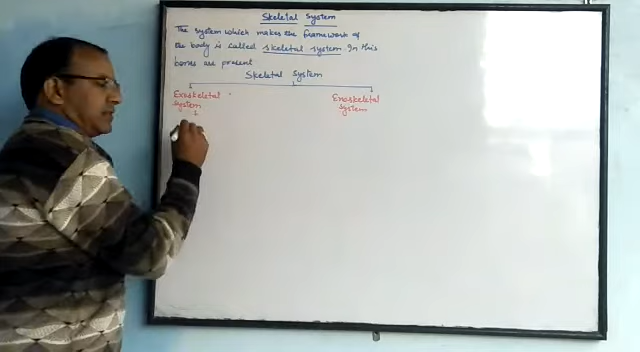 Skeletal System
The system which makes the framework of
the body is called skeletal system In this
bones are present
Skeletal System
Exoskeletal
system
Enoskeletal
system